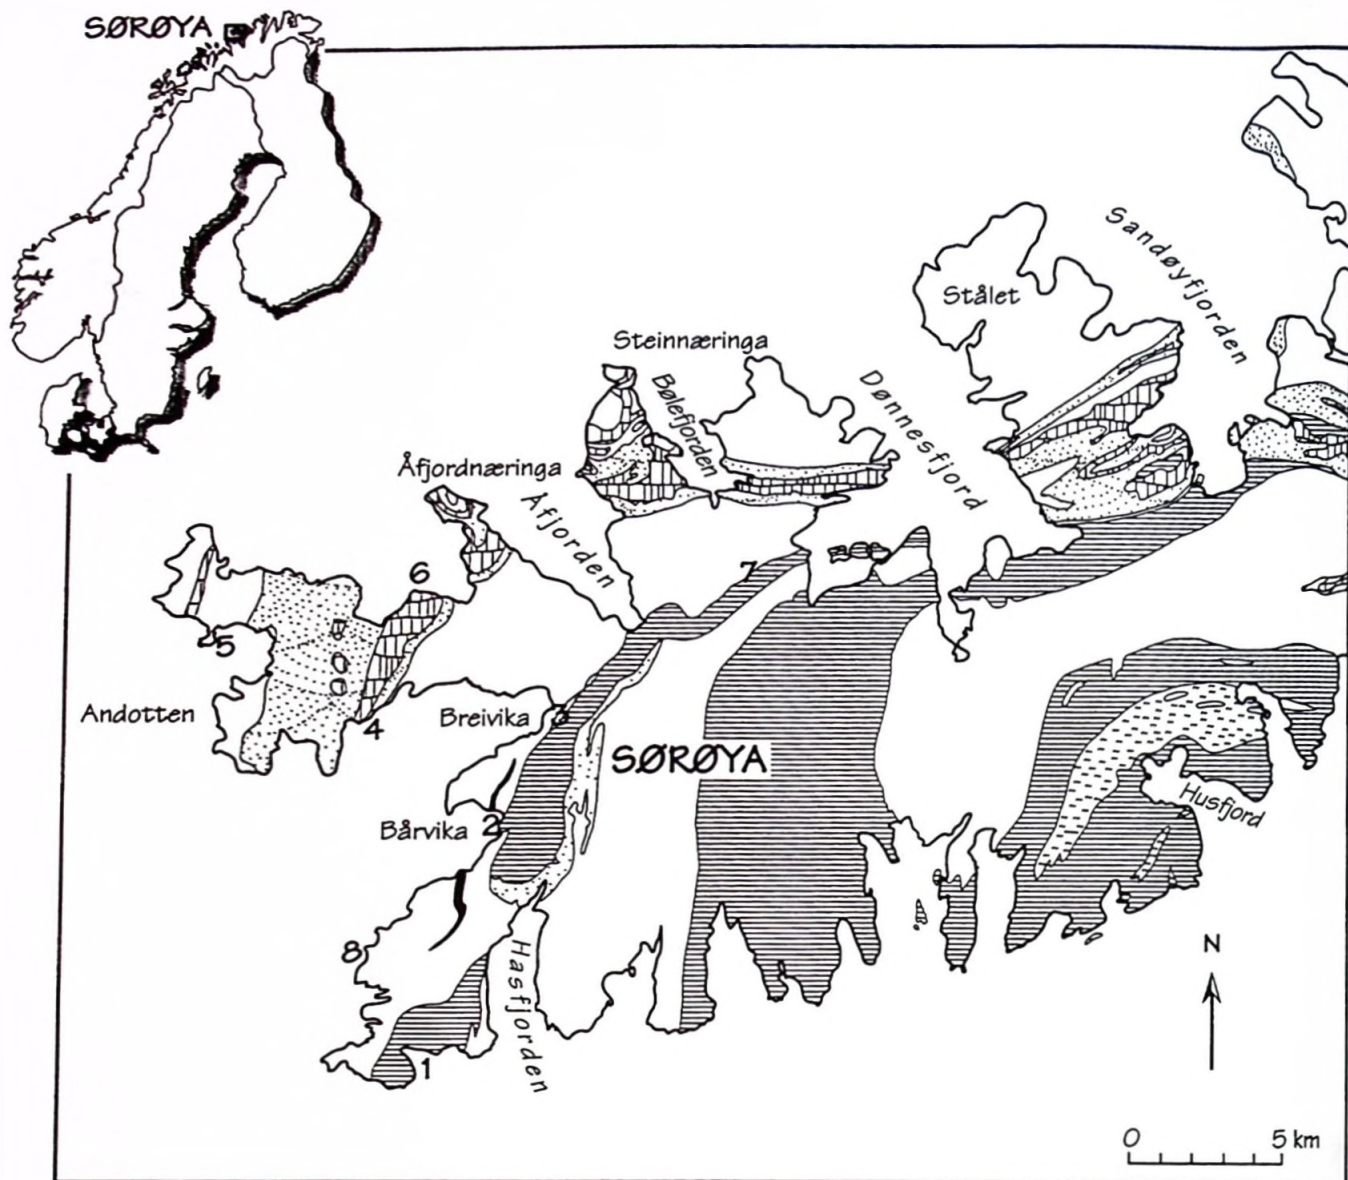 SØRØYA
Sandøyfjorden
Stålet
Steinnæringa
Bølefjorden
Dønnesfjord
Åfjordnæringa
Åfjorden
6
7
5
Andotten
4
Breivika
3
SØRØYA
Husfjord
Bårvika
2
8
Hasfjorden
N
1
0
5 km